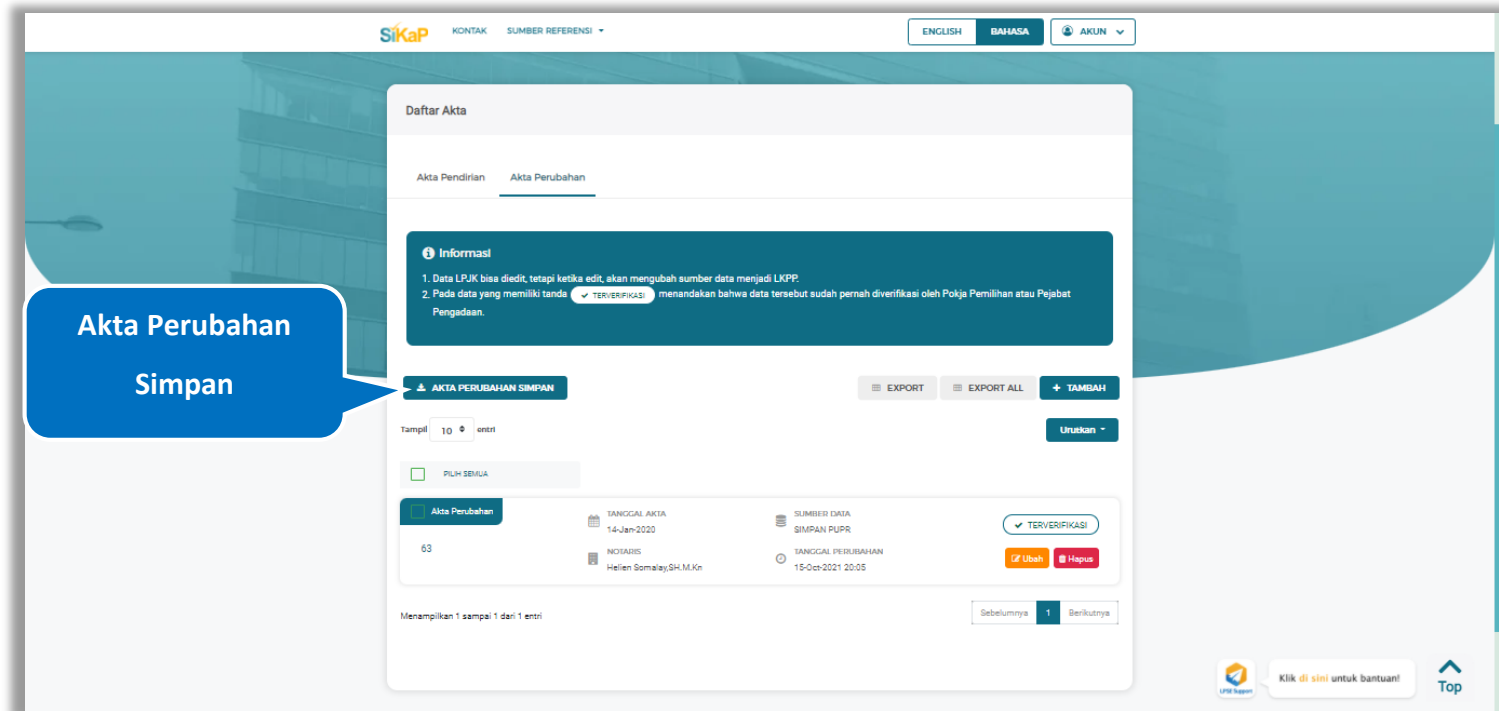 SiKaP KONTAK SUMBER REFERENSI ENGLISH BAHASA AKUN
Daftar Akta
Akta Pendirian Akta Perubahan
Informasi
1. Data LPJK bisa diedit, tetapi ketika edit, akan mengubah sumber data menjadi LKPP.
2. Pada data yang memiliki tanda TERVERIFIKASI menandakan bahwa data tersebut sudah pernah diverifikasi oleh Pokja Pemilihan atau Pejabat
Pengadaan.
Akta Perubahan
Simpan
AKTA PERUBAHAN SIMPAN EXPORT EXPORT ALL + TAMBAH
Tampil 10 entri Urutkan
PILIH SEMUA
Akta Perubahan
63
TANGGAL AKTA
14-Jan-2020
NOTARIS
Helien Somalay,SH.M.Kn
SUMBER DATA
SIMPAN PUPR
TANGGAL PERUBAHAN
15-Oct-2021 20:05
TERVERIFIKASI
Ubah Hapus
Menampilkan 1 sampai 1 dari 1 entri
Sebelumnya 1 Berikutnya
LPSE Support
Klik di sini untuk bantuan!
Top